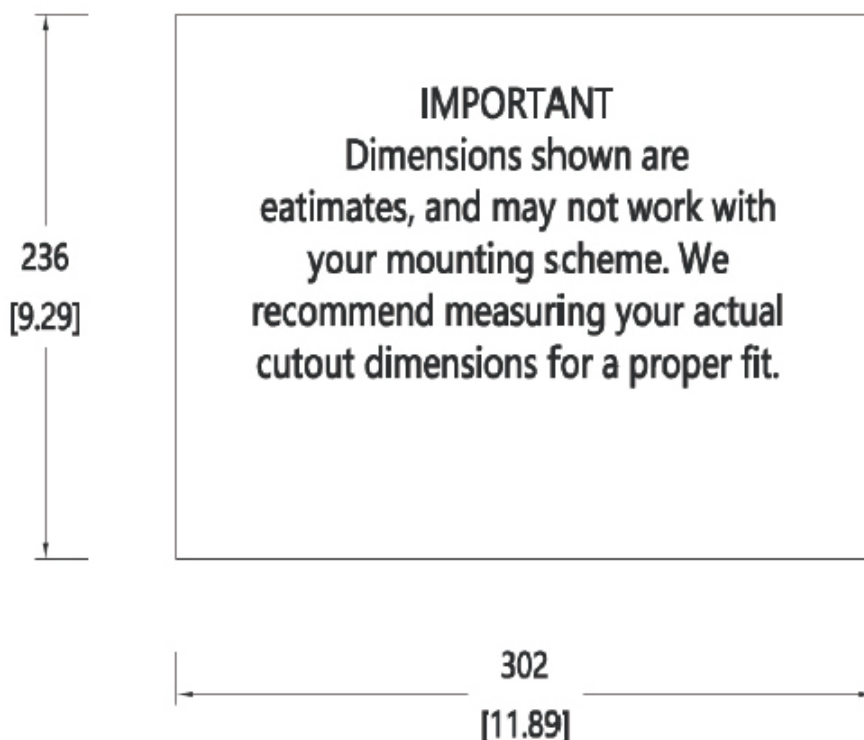 IMPORTANT
Dimensions shown are
eatimates, and may not work with
your mounting scheme. We
recommend measuring your actual
cutout dimensions for a proper fit.
236
[9.29]
302
[11.89]